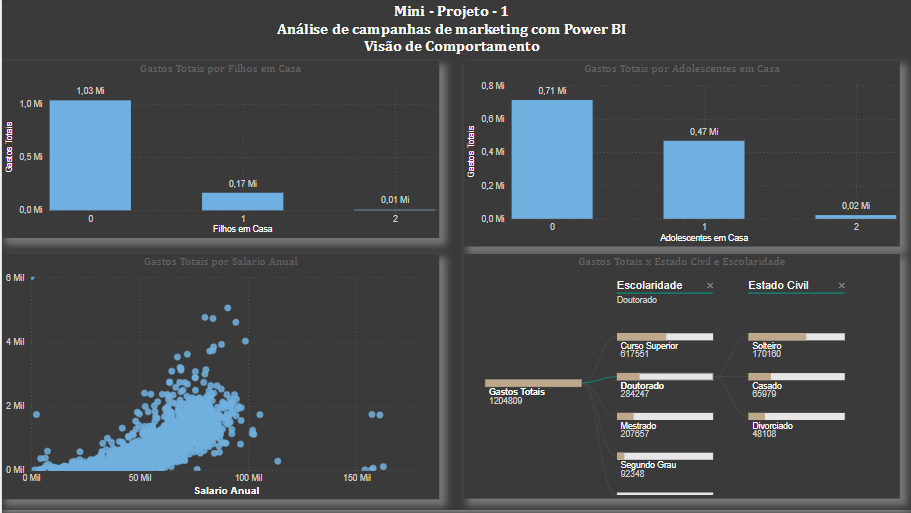 Mini - Projeto - 1
Análise de campanhas de marketing com Power BI
Visão de Comportamento
Gastos Totais por Filhos em Casa
Gastos Totais
1,0 Mi
0,5 Mi
0,0 Mi
1,03 Mi
0,17 Mi
0,01 Mi
0
1
2
Filhos em Casa
Gastos Totais por Adolescentes em Casa
Gastos Totais
0,8 Mi
0,6 Mi
0,4 Mi
0,2 Mi
0,0 Mi
0,71 Mi
0,47 Mi
0,02 Mi
0
1
2
Adolescentes em Casa
Gastos Totais por Salario Anual
6 Mil
4 Mil
2 Mil
0 Mil
0 Mil
50 Mil
100 Mil
150 Mil
Salario Anual
Gastos Totais x Estado Civil e Escolaridade
Escolaridade
Doutorado
Estado Civil
Gastos Totais
1204809
Curso Superior
617551
Doutorado
284247
Mestrado
207657
Segundo Grau
92348
Solteiro
170160
Casado
65979
Divorciado
48108